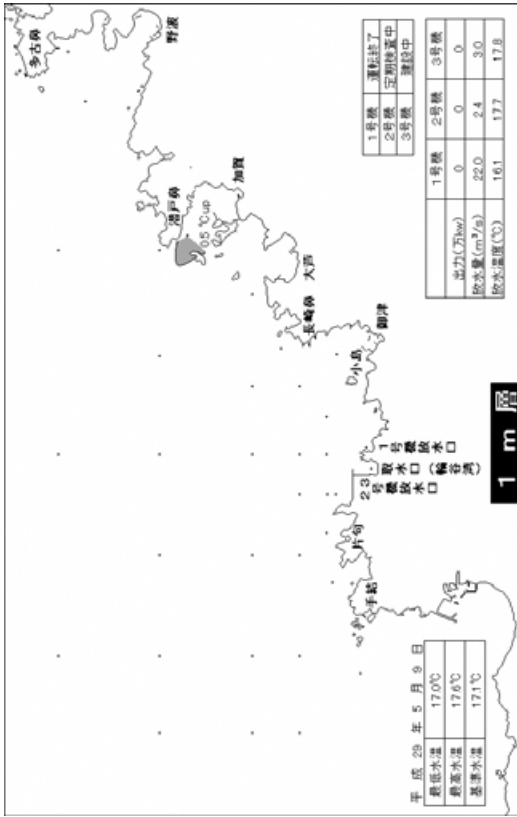 多古鼻
野波
潜戸鼻
0.5 ℃up
加賀
大芦
長崎鼻
御津
小島
1号機放水口
取水口（輪谷湾）
2 3号機放水口
片句
手結
1号機 運転終了
2号機 定期検査中
3号機 建設中
1号機 2号機 3号機
出力(万kw) 0 0 0
放水量(m³/s) 22.0 2.4 3.0
放水温度(℃) 16.1 17.7 17.8
1 m 層
平 成 29 年 5 月 9 日
最低水温 17.0℃
最高水温 17.6℃
基準水温 17.1℃